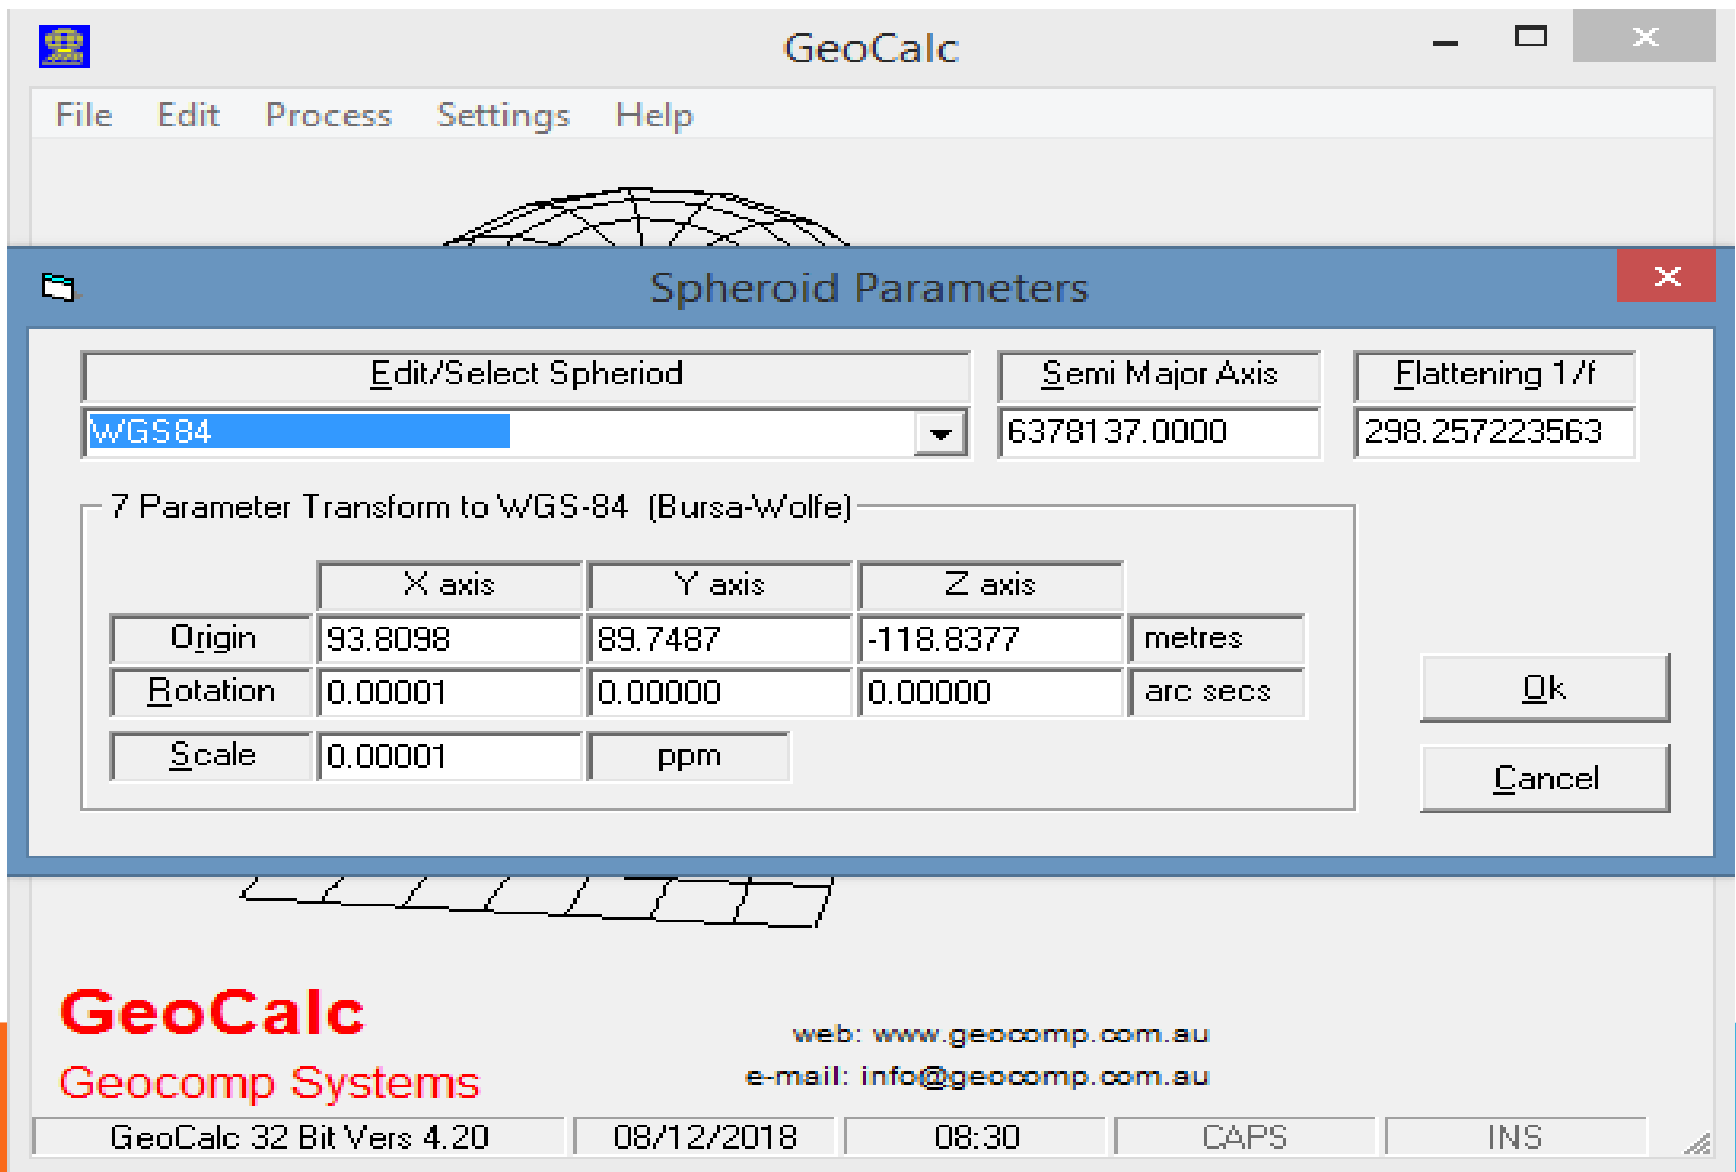 GeoCalc
File Edit Process Settings Help
Spheroid Parameters
Edit/Select Spheriod Semi Major Axis Flattening 1/f
WGS84 6378137.0000 298.257223563
7 Parameter Transform to WGS-84 (Bursa-Wolfe)
X axis Y axis Z axis
Origin 93.8098 89.7487 -118.8377 metres
Rotation 0.00001 0.00000 0.00000 arc secs
Ok
Scale 0.00001 ppm
Cancel
GeoCalc
Geocomp Systems
web: www.geocomp.com.au
e-mail: info@geocomp.com.au
GeoCalc 32 Bit Vers 4.20 08/12/2018 08:30 CAPS INS